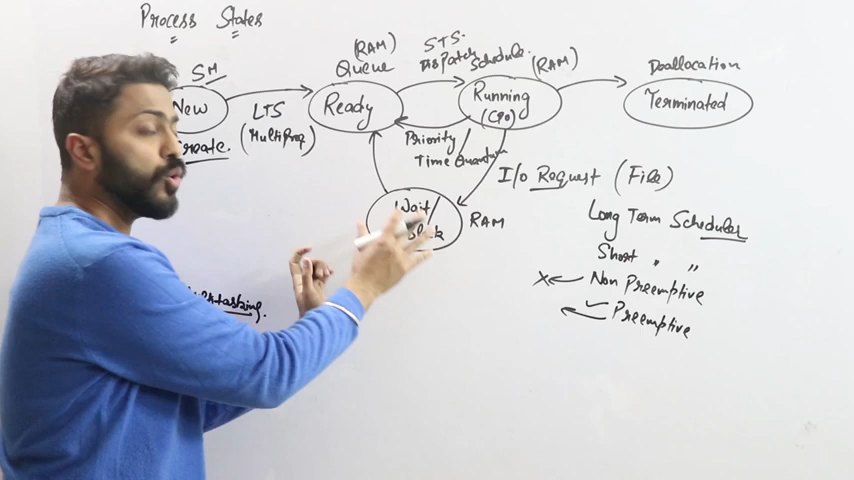 Process States
SM
New
Create.
LTS
(MultiProg)
(RAM)
Queue
Ready
STS.
Dispatch Schedule.
(RAM)
Running
(CPU)
Deallocation
Terminated
Priority
Time Quantum
I/o Request (File)
Wait/
Block
RAM
Long Term Scheduler
Short " "
Non Preemptive
Preemptive